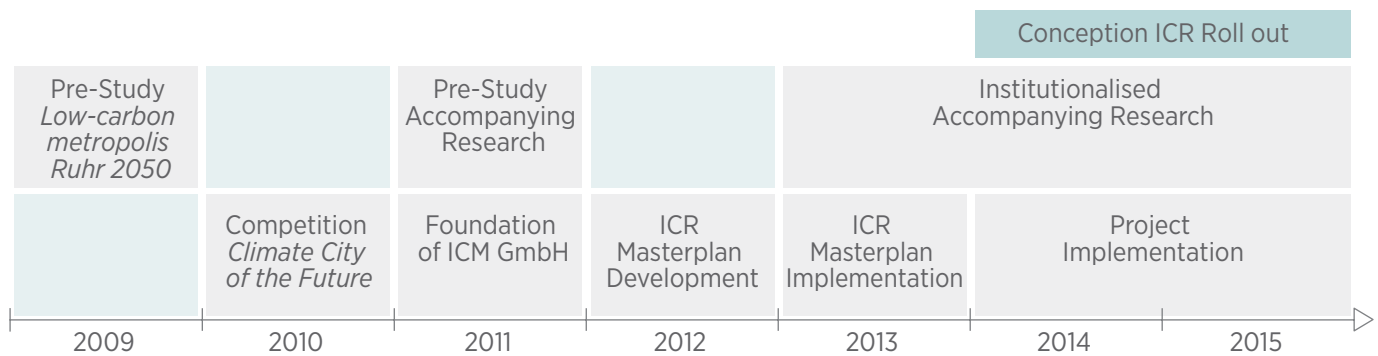 Conception ICR Roll out
Pre-Study
Low-carbon
metropolis
Ruhr 2050
Pre-Study
Accompanying
Research
Institutionalised
Accompanying Research
Competition
Climate City
of the Future
Foundation
of ICM GmbH
ICR
Masterplan
Development
ICR
Masterplan
Implementation
Project
Implementation
2009
2010
2011
2012
2013
2014
2015